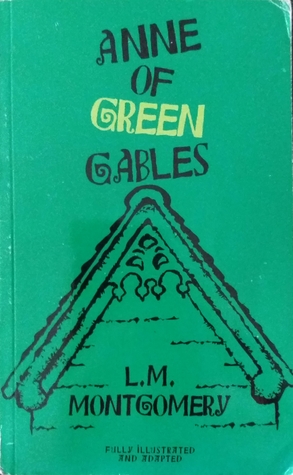 ANNE
OF
GREEN
GABLES
L.M.
MONTGOMERY
FULLY ILLUSTRATED
AND ADAPTED